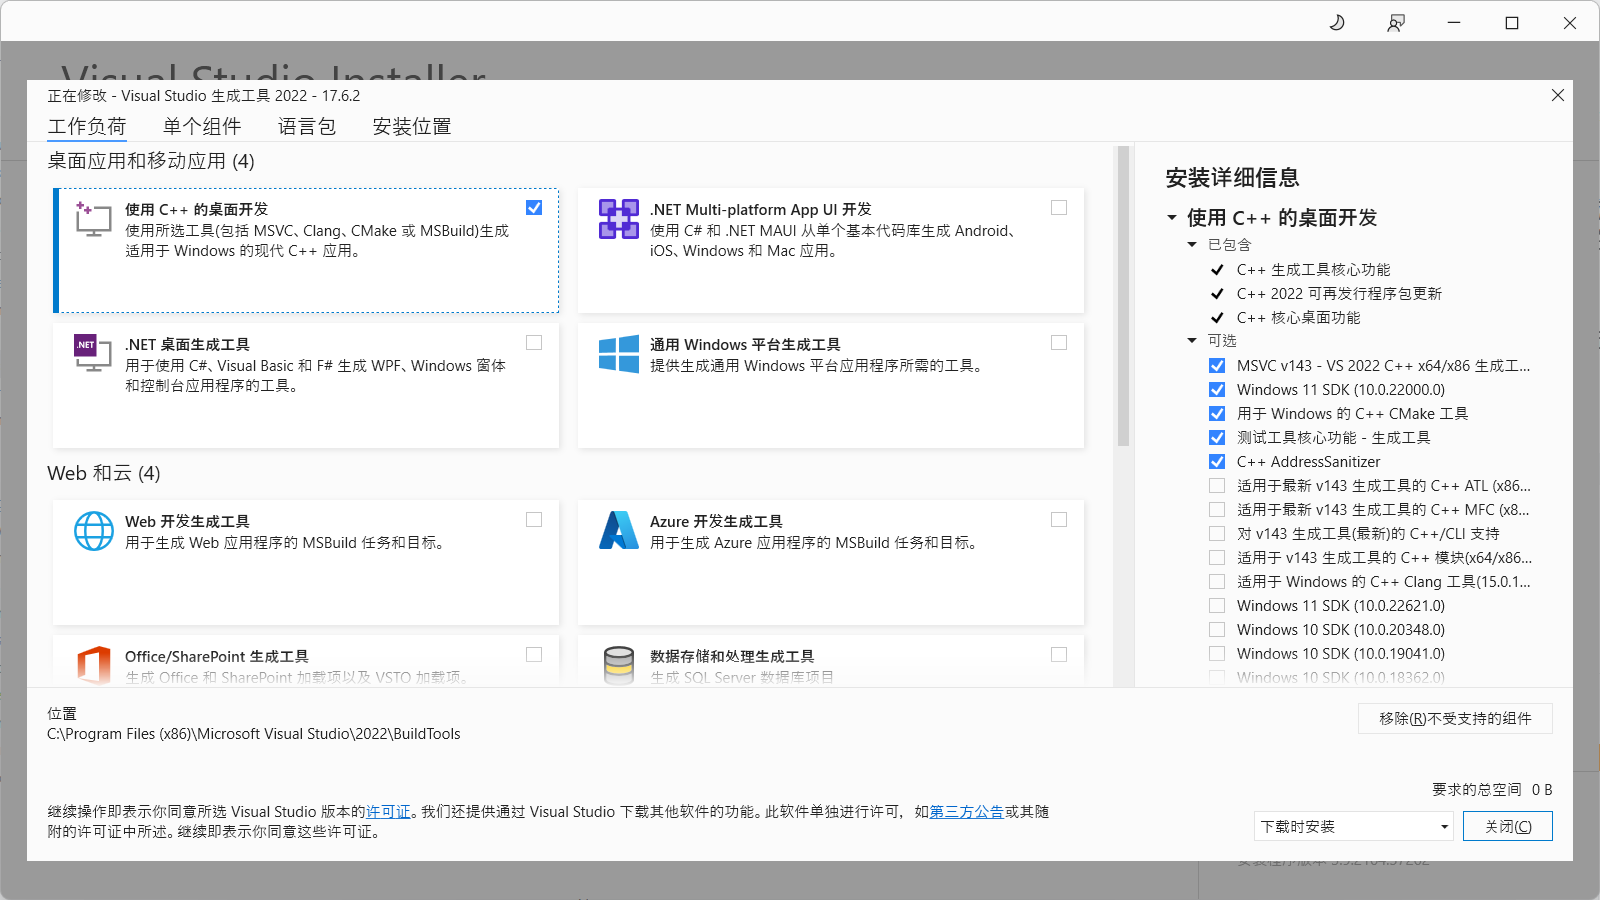 Visual Studio Installer
正在修改 - Visual Studio 生成工具 2022 - 17.6.2
工作负荷 单个组件 语言包 安装位置
桌面应用和移动应用 (4)
使用 C++ 的桌面开发
使用所选工具(包括 MSVC、Clang、CMake 或 MSBuild)生成
适用于 Windows 的现代 C++ 应用。
.NET Multi-platform App UI 开发
使用 C# 和 .NET MAUI 从单个基本代码库生成 Android、
iOS、Windows 和 Mac 应用。
.NET
.NET 桌面生成工具
用于使用 C#、Visual Basic 和 F# 生成 WPF、Windows 窗体
和控制台应用程序的工具。
通用 Windows 平台生成工具
提供生成通用 Windows 平台应用程序所需的工具。
Web 和云 (4)
Web 开发生成工具
用于生成 Web 应用程序的 MSBuild 任务和目标。
Azure 开发生成工具
用于生成 Azure 应用程序的 MSBuild 任务和目标。
Office/SharePoint 生成工具
生成 Office 和 SharePoint 加载项以及 VSTO 加载项。
数据存储和处理生成工具
生成 SQL Server 数据库项目
安装详细信息
使用 C++ 的桌面开发
已包含
C++ 生成工具核心功能
C++ 2022 可再发行程序包更新
C++ 核心桌面功能
可选
MSVC v143 - VS 2022 C++ x64/x86 生成工...
Windows 11 SDK (10.0.22000.0)
用于 Windows 的 C++ CMake 工具
测试工具核心功能 - 生成工具
C++ AddressSanitizer
适用于最新 v143 生成工具的 C++ ATL (x86...
适用于最新 v143 生成工具的 C++ MFC (x8...
对 v143 生成工具(最新)的 C++/CLI 支持
适用于 v143 生成工具的 C++ 模块(x64/x86...
适用于 Windows 的 C++ Clang 工具(15.0.1...
Windows 11 SDK (10.0.22621.0)
Windows 10 SDK (10.0.20348.0)
Windows 10 SDK (10.0.19041.0)
Windows 10 SDK (10.0.18362.0)
位置
C:\Program Files (x86)\Microsoft Visual Studio\2022\BuildTools
移除(R)不受支持的组件
要求的总空间 0 B
继续操作即表示你同意所选 Visual Studio 版本的许可证。我们还提供通过 Visual Studio 下载其他软件的功能。此软件单独进行许可，如第三方公告或其随
附的许可证中所述。继续即表示你同意这些许可证。
下载时安装
关闭(C)